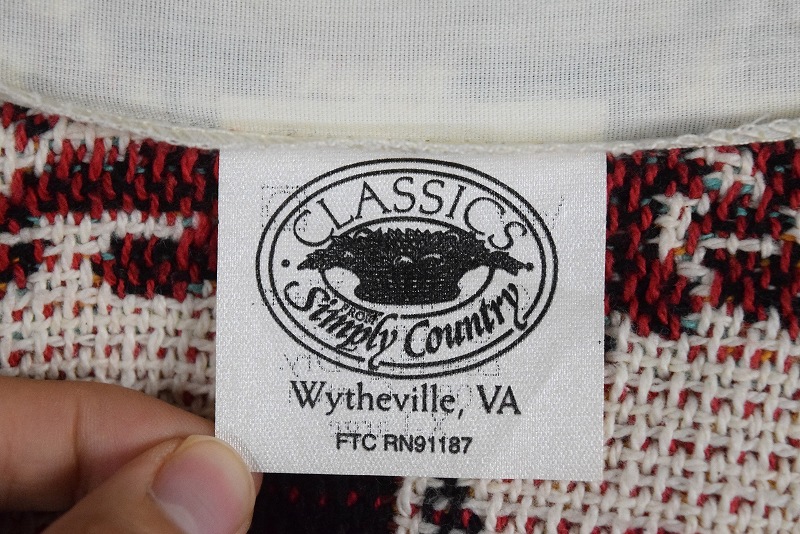 CLASSICS
FROM
Simply Country
Wytheville, VA
FTC RN91187